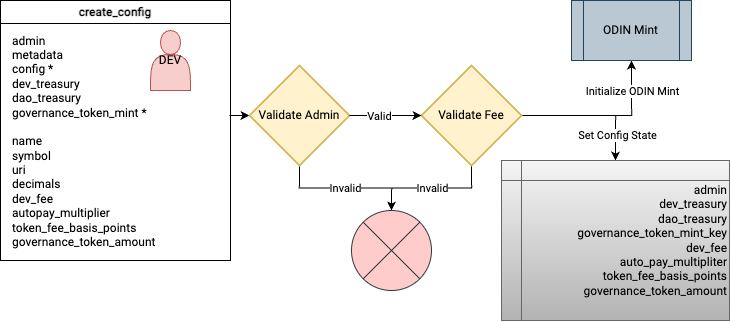 create_config
admin
metadata
config *
dev_treasury
dao_treasury
governance_token_mint *
DEV
name
symbol
uri
decimals
dev_fee
autopay_multiplier
token_fee_basis_points
governance_token_amount
Validate Admin
Valid
Validate Fee
Invalid
Invalid
ODIN Mint
Initialize ODIN Mint
Set Config State
admin
dev_treasury
dao_treasury
governance_token_mint_key
dev_fee
auto_pay_multipliter
token_fee_basis_points
governance_token_amount